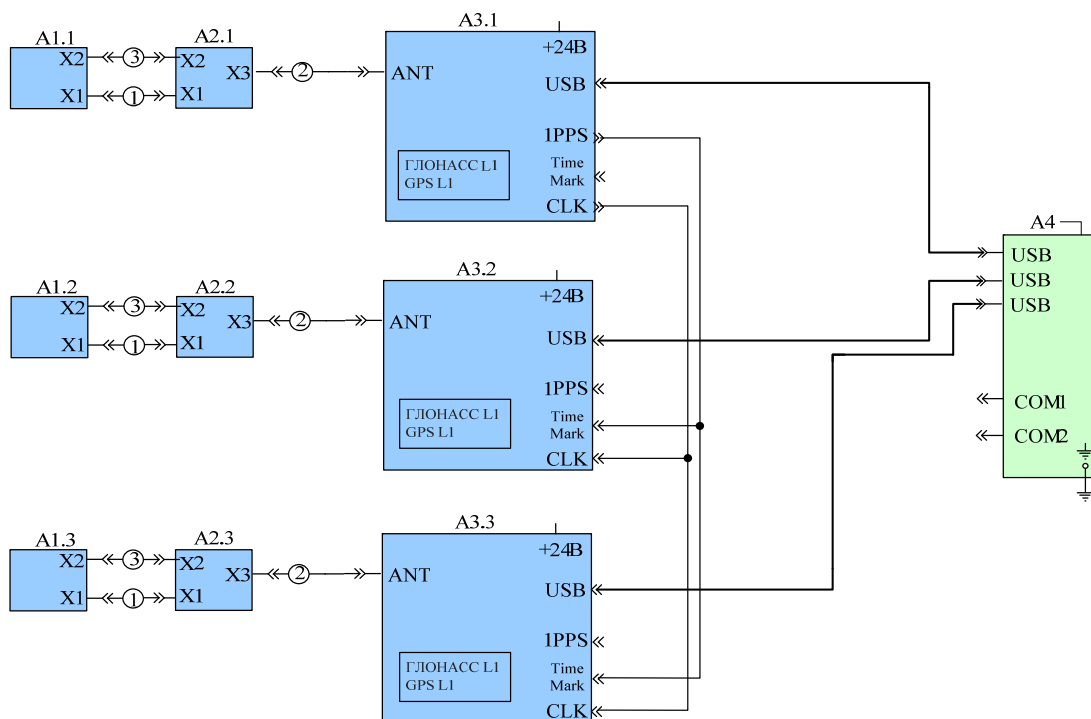 A3.1
A1.1
A2.1
+24В
X2
3
X2
X3
2
ANT
USB
X1
1
X1
1PPS
ГЛОНАСС L1
GPS L1
Time
Mark
CLK
A4
USB
USB
USB
COM1
COM2
A3.2
A1.2
A2.2
+24В
X2
3
X2
X3
2
ANT
USB
X1
1
X1
1PPS
ГЛОНАСС L1
GPS L1
Time
Mark
CLK
A3.3
A1.3
A2.3
+24В
X2
3
X2
X3
2
ANT
USB
X1
1
X1
1PPS
ГЛОНАСС L1
GPS L1
Time
Mark
CLK